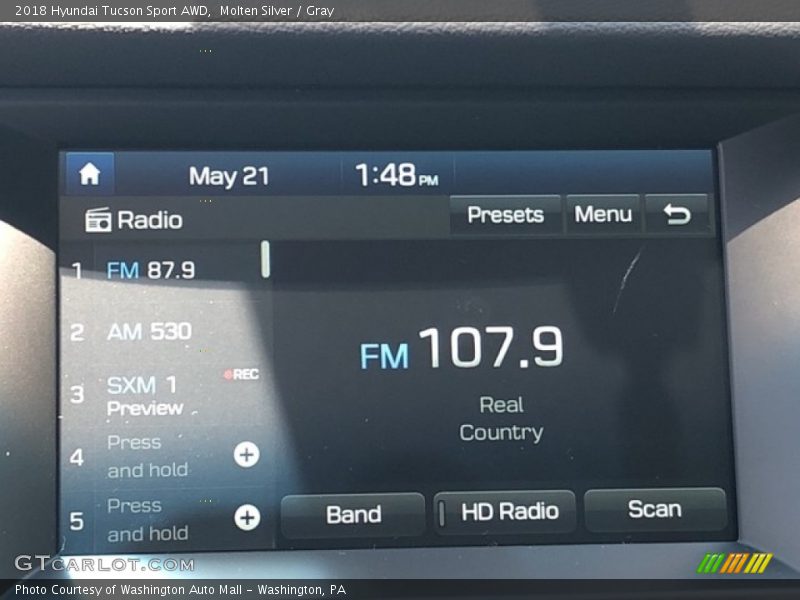 2018 Hyundai Tucson Sport AWD,  Molten Silver / Gray
May 21
1:48 PM
Radio
Presets
Menu
1 FM 87.9
2 AM 530
3 SXM 1 REC
Preview
4 Press
and hold
5 Press
and hold
FM 107.9
Real
Country
Band
HD Radio
Scan
GTCARLOT.COM
Photo Courtesy of Washington Auto Mall - Washington, PA